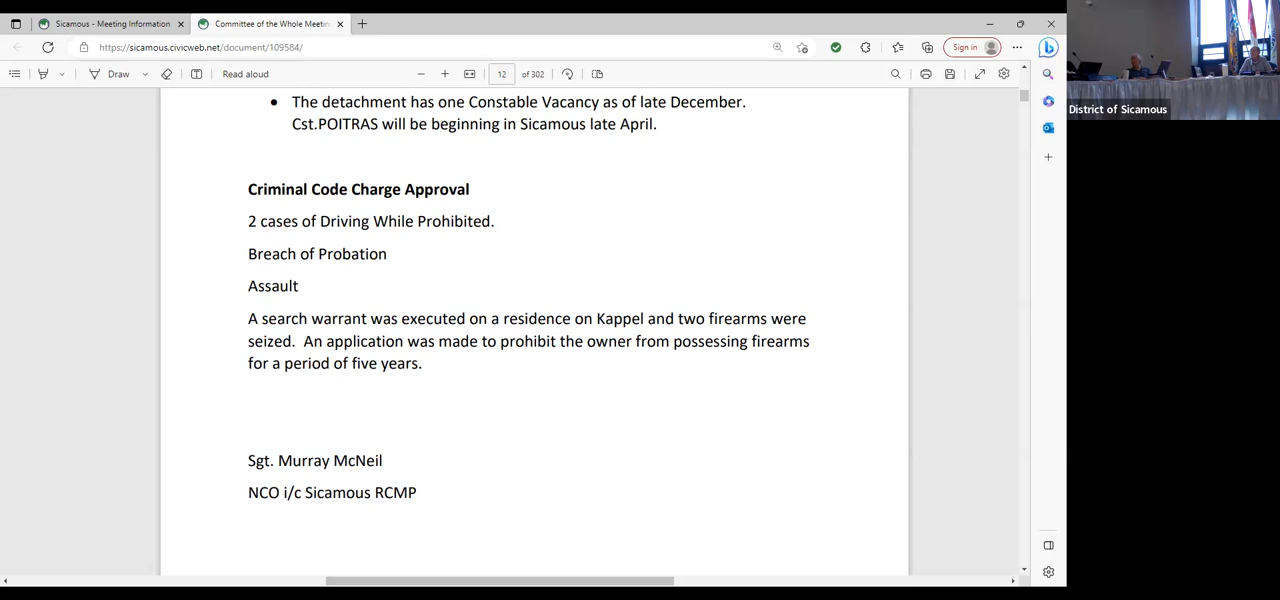 Sicamous - Meeting Information
Committee of the Whole Meetin
https://sicamous.civicweb.net/document/109584/
Sign in
Draw
Read aloud
12
of 302
District of Sicamous
• The detachment has one Constable Vacancy as of late December.
Cst.POITRAS will be beginning in Sicamous late April.
Criminal Code Charge Approval
2 cases of Driving While Prohibited.
Breach of Probation
Assault
A search warrant was executed on a residence on Kappel and two firearms were
seized.  An application was made to prohibit the owner from possessing firearms
for a period of five years.
Sgt. Murray McNeil
NCO i/c Sicamous RCMP